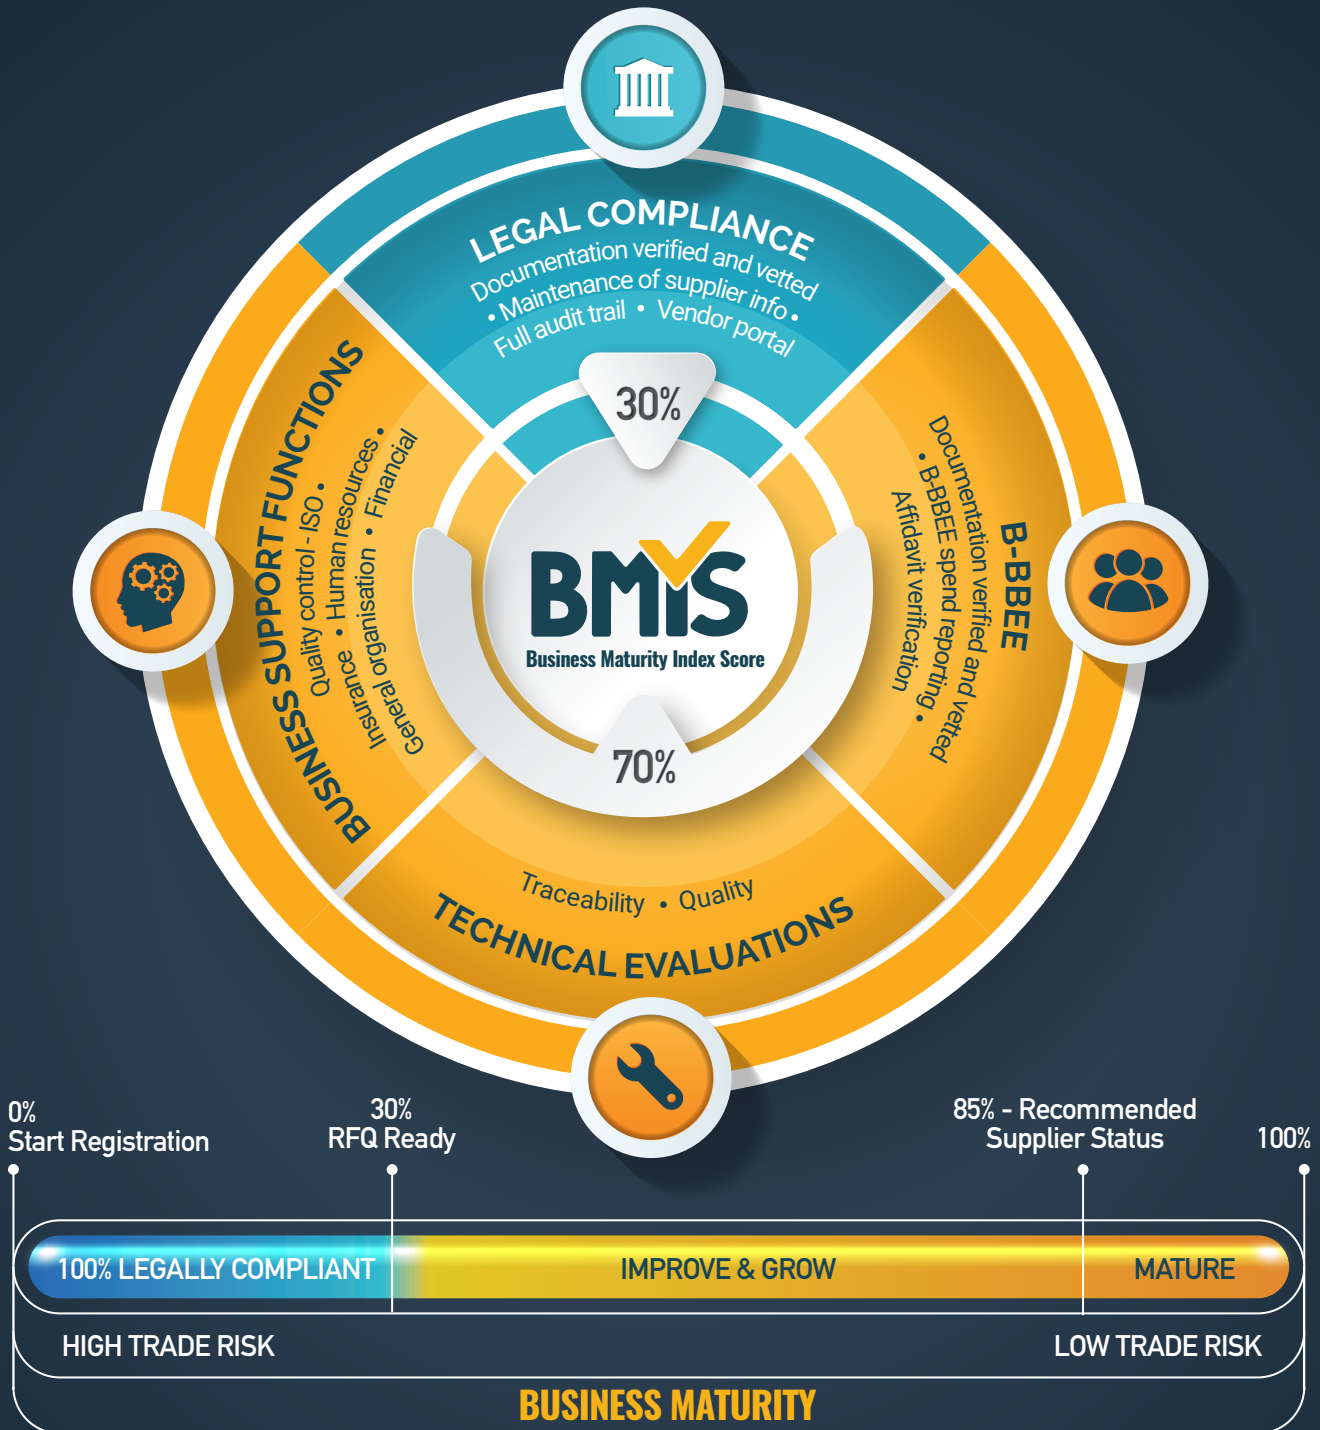 LEGAL COMPLIANCE
Documentation verified and vetted
• Maintenance of supplier info •
Full audit trail • Vendor portal
30%
BUSINESS SUPPORT FUNCTIONS
Quality control - ISO •
Insurance • Human resources •
General organisation • Financial
BMiS
Business Maturity Index Score
70%
B-BBEE
Documentation verified and vetted
• B-BBEE spend reporting •
Affidavit verification
Traceability • Quality
TECHNICAL EVALUATIONS
0%
Start Registration
30%
RFQ Ready
85% - Recommended
Supplier Status
100%
100% LEGALLY COMPLIANT
IMPROVE & GROW
MATURE
HIGH TRADE RISK
LOW TRADE RISK
BUSINESS MATURITY